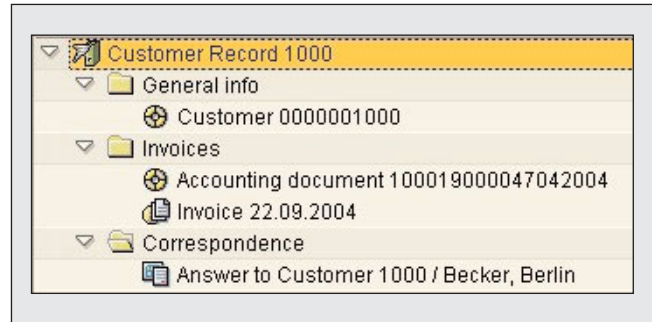 Customer Record 1000
General info
Customer 0000001000
Invoices
Accounting document 100019000047042004
Invoice 22.09.2004
Correspondence
Answer to Customer 1000 / Becker, Berlin